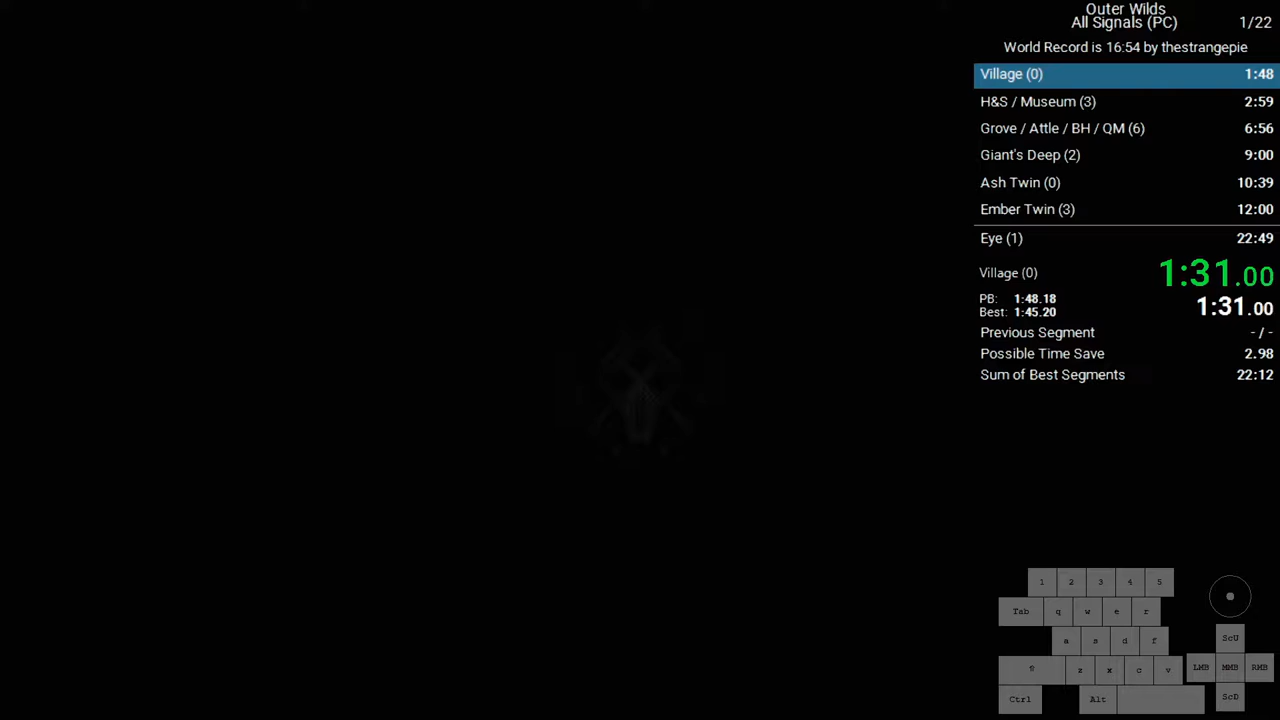 Outer Wilds
All Signals (PC) 1/22
World Record is 16:54 by thestrangepie
Village (0) 1:48
H&S / Museum (3) 2:59
Grove / Attle / BH / QM (6) 6:56
Giant's Deep (2) 9:00
Ash Twin (0) 10:39
Ember Twin (3) 12:00
Eye (1) 22:49
Village (0) 1:31.00
PB: 1:48.18 1:31.00
Best: 1:45.20
Previous Segment - / -
Possible Time Save 2.98
Sum of Best Segments 22:12
1 2 3 4 5
Tab q w e r
a s d f ScU
z x c v LMB MMB RMB
Ctrl Alt ScD